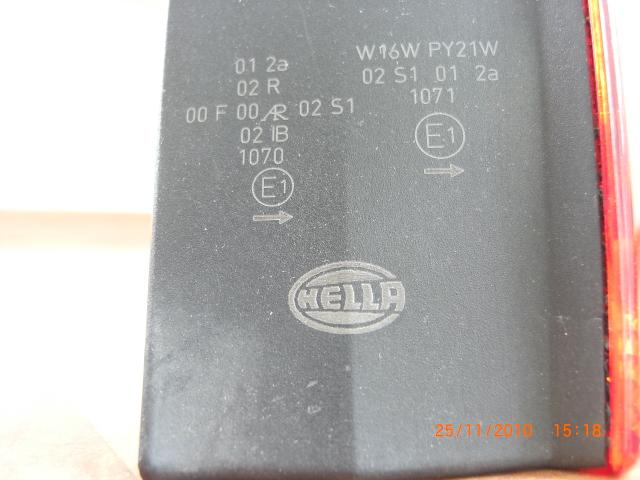 01 2a
02 R
00 F 00 AR 02 S1
02 IB
1070
E1
W16W PY21W
02 S1 01 2a
1071
E1
HELLA
25/11/2010 15:18